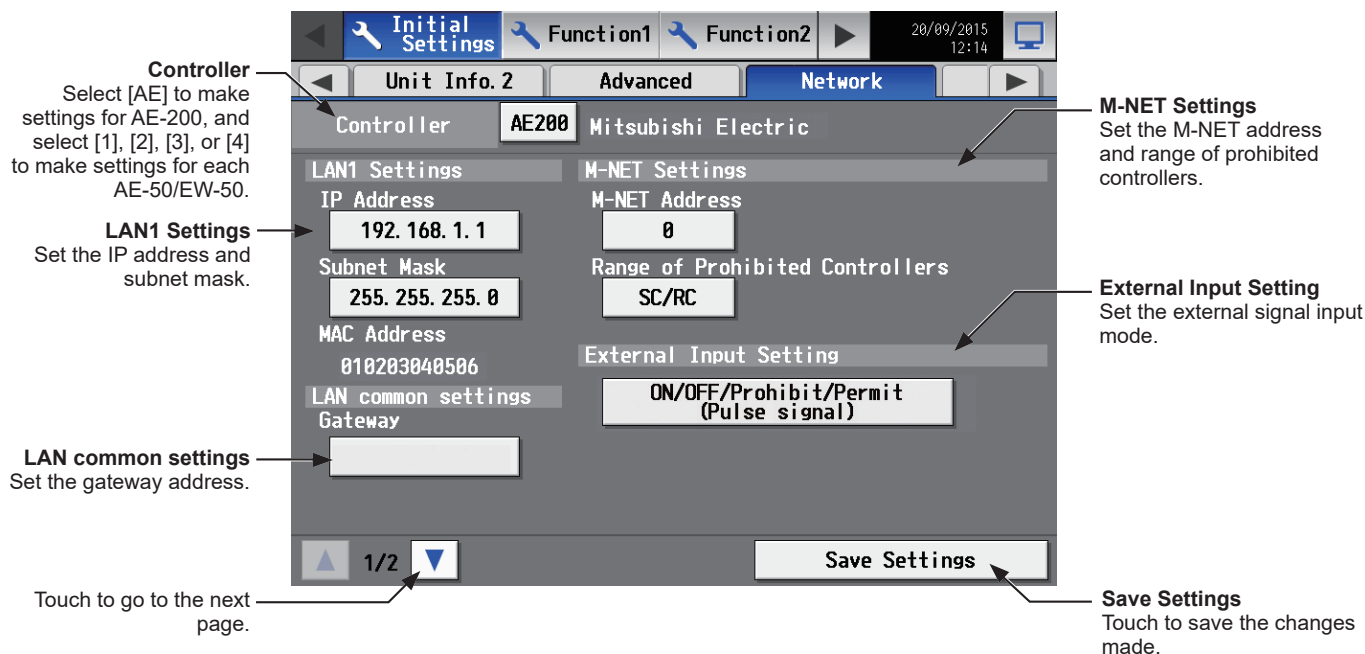 Initial
Settings
Function1
Function2
20/09/2015
12:14
Unit Info. 2
Advanced
Network
Controller
AE200
Mitsubishi Electric
LAN1 Settings
IP Address
192. 168. 1. 1
Subnet Mask
255. 255. 255. 0
MAC Address
010203040506
LAN common settings
Gateway
M-NET Settings
M-NET Address
0
Range of Prohibited Controllers
SC/RC
External Input Setting
ON/OFF/Prohibit/Permit
(Pulse signal)
1/2
Save Settings
Controller
Select [AE] to make
settings for AE-200, and
select [1], [2], [3], or [4]
to make settings for each
AE-50/EW-50.
LAN1 Settings
Set the IP address and
subnet mask.
LAN common settings
Set the gateway address.
Touch to go to the next
page.
M-NET Settings
Set the M-NET address
and range of prohibited
controllers.
External Input Setting
Set the external signal input
mode.
Save Settings
Touch to save the changes
made.